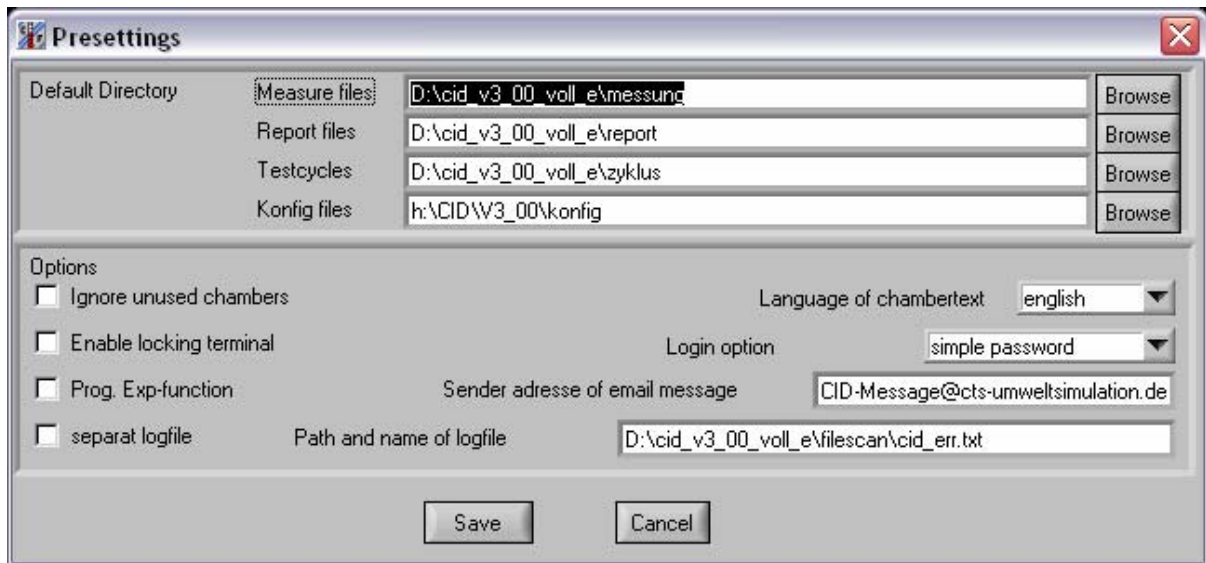 Presettings
Default Directory Measure files D:\cid_v3_00_voll_e\messung Browse
Report files D:\cid_v3_00_voll_e\report Browse
Testcycles D:\cid_v3_00_voll_e\zyklus Browse
Konfig files h:\CID\V3_00\konfig Browse
Options
Ignore unused chambers Language of chambertext english
Enable locking terminal Login option simple password
Prog. Exp-function Sender adresse of email message CID-Message@cts-umweltsimulation.de
separat logfile Path and name of logfile D:\cid_v3_00_voll_e\filescan\cid_err.txt
Save Cancel